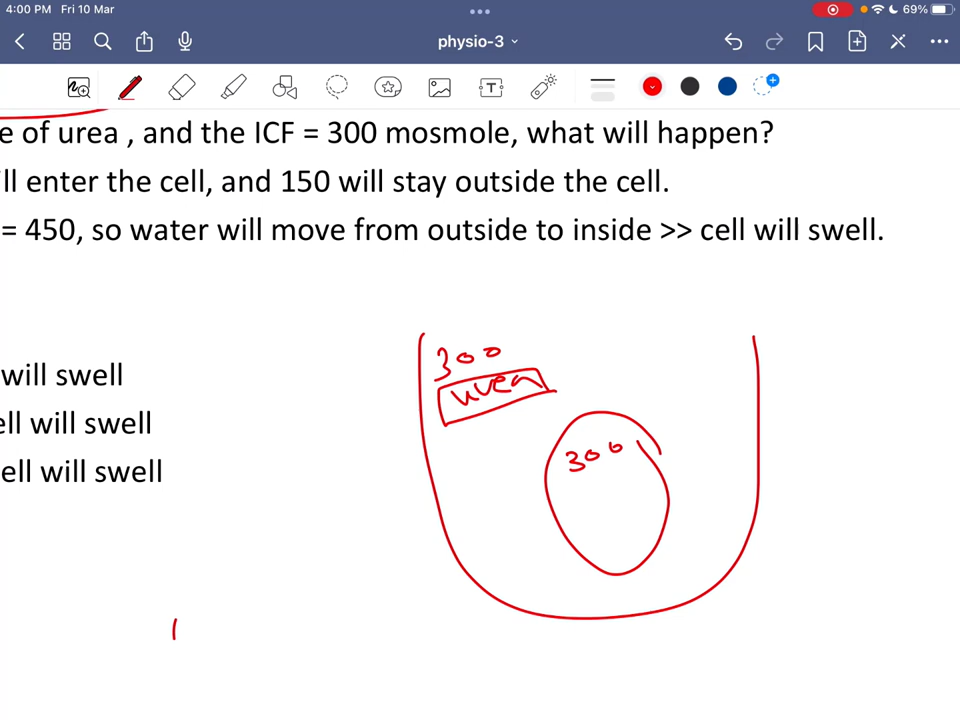 4:00 PM Fri 10 Mar
69%
physio-3
e of urea , and the ICF = 300 mosmole, what will happen?
ll enter the cell, and 150 will stay outside the cell.
= 450, so water will move from outside to inside >> cell will swell.
300
urea
300
will swell
ell will swell
ell will swell